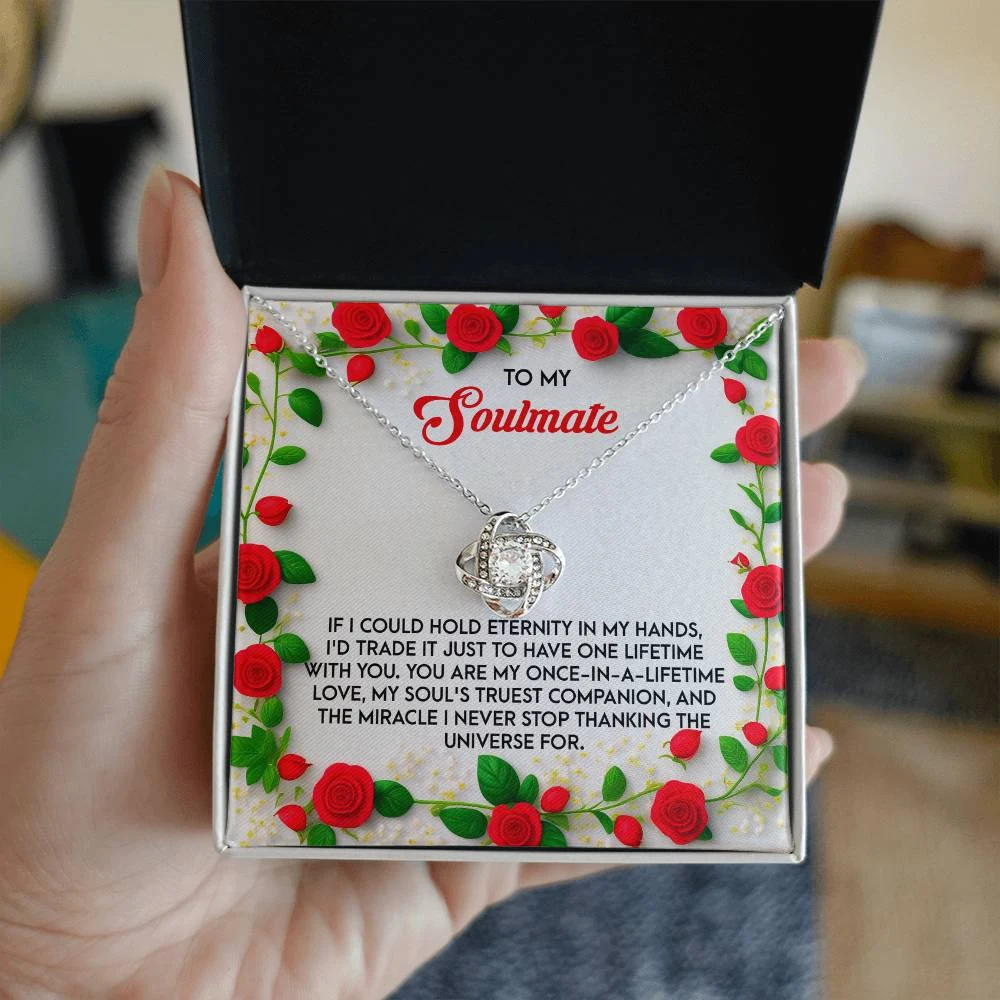 TO MY
Soulmate
IF I COULD HOLD ETERNITY IN MY HANDS,
I'D TRADE IT JUST TO HAVE ONE LIFETIME
WITH YOU. YOU ARE MY ONCE-IN-A-LIFETIME
LOVE, MY SOUL'S TRUEST COMPANION, AND
THE MIRACLE I NEVER STOP THANKING THE
UNIVERSE FOR.